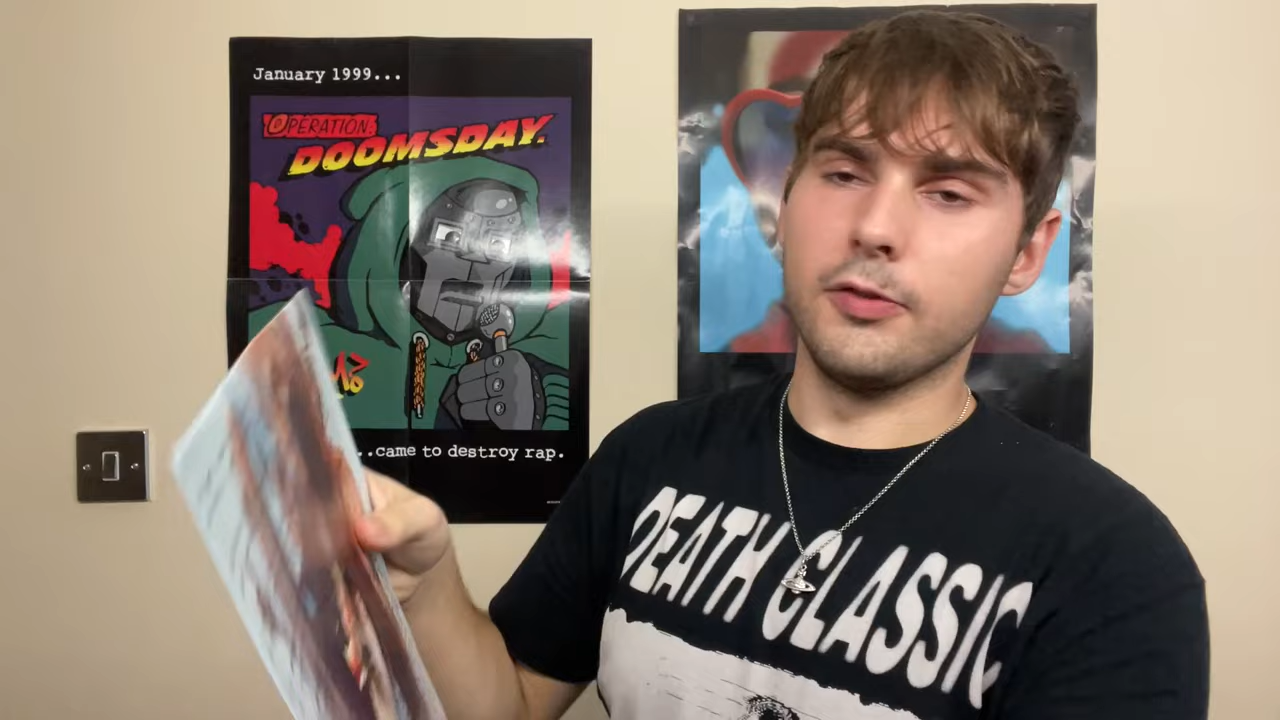 January 1999...
OPERATION:
DOOMSDAY.
..came to destroy rap.
DEATH CLASSIC